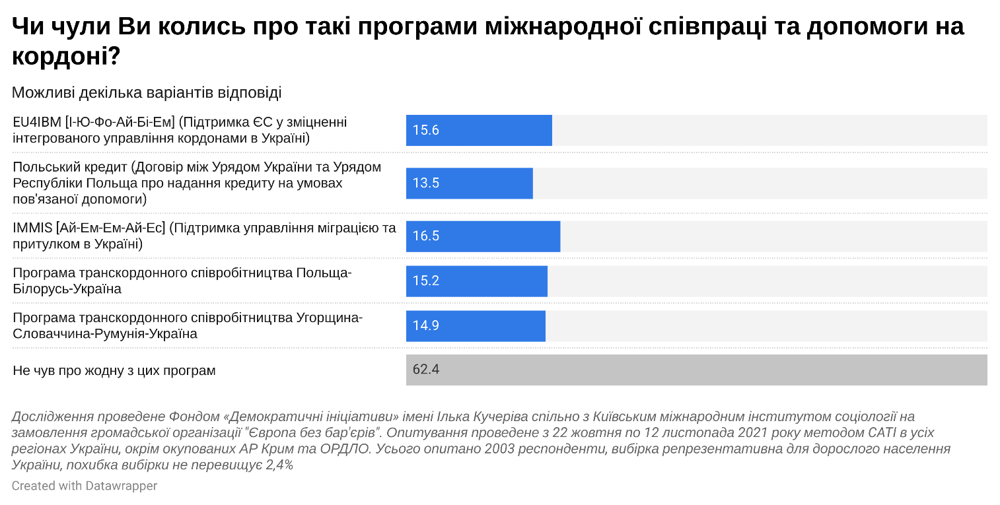 Чи чули Ви колись про такі програми міжнародної співпраці та допомоги на
кордоні?
Можливі декілька варіантів відповіді
EU4IBM [І-Ю-Фо-Ай-Бі-Ем] (Підтримка ЄС у зміцненні
інтегрованого управління кордонами в Україні)
15.6
Польський кредит (Договір між Урядом України та Урядом
Республіки Польща про надання кредиту на умовах
пов'язаної допомоги)
13.5
IMMIS [Ай-Ем-Ем-Ай-Ес] (Підтримка управління міграцією та
притулком в Україні)
16.5
Програма транскордонного співробітництва Польща-
Білорусь-Україна
15.2
Програма транскордонного співробітництва Угорщина-
Словаччина-Румунія-Україна
14.9
Не чув про жодну з цих програм
62.4
Дослідження проведене Фондом «Демократичні ініціативи» імені Ілька Кучеріва спільно з Київським міжнародним інститутом соціології на
замовлення громадської організації "Європа без бар'єрів". Опитування проведене з 22 жовтня по 12 листопада 2021 року методом CATI в усіх
регіонах України, окрім окупованих АР Крим та ОРДЛО. Усього опитано 2003 респонденти, вибірка репрезентативна для дорослого населення
України, похибка вибірки не перевищує 2,4%
Created with Datawrapper